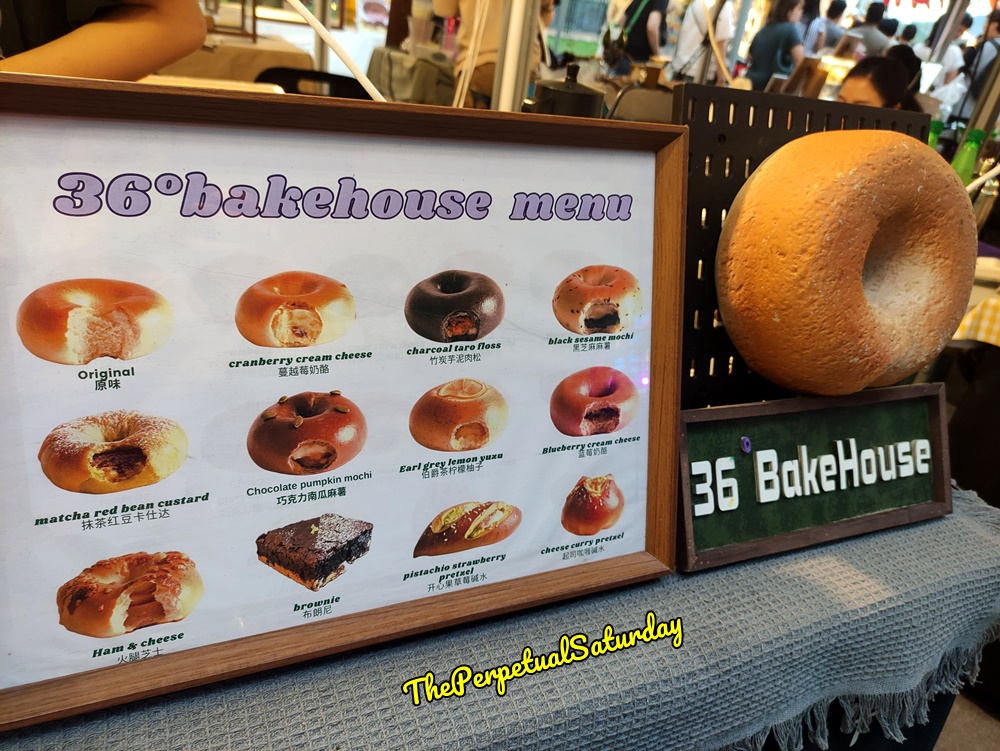 36°bakehouse menu
Original
原味
cranberry cream cheese
蔓越莓奶酪
charcoal taro floss
竹炭芋泥肉松
black sesame mochi
黑芝麻麻薯
matcha red bean custard
抹茶红豆卡仕达
Chocolate pumpkin mochi
巧克力南瓜麻薯
Earl grey lemon yuzu
伯爵茶柠檬柚子
Blueberry cream cheese
蓝莓奶酪
Ham & cheese
火腿芝士
brownie
布朗尼
pistachio strawberry
pretzel
开心果草莓碱水
cheese curry pretzel
起司咖喱碱水
36° BakeHouse
ThePerpetualSaturday